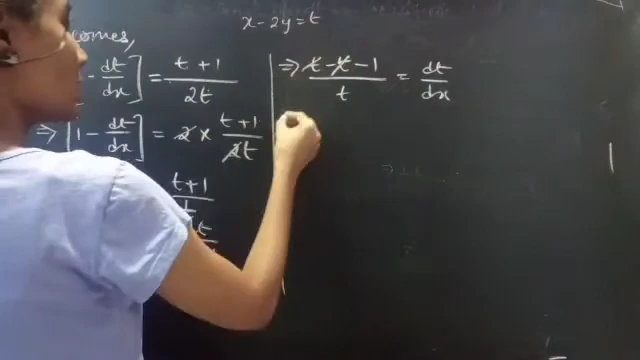 x - 2y = t
comes,
- dt/dx] = t + 1/2t
⇒ [1 - dt/dx] = 2 × t + 1/2t
t + 1/t
⇒ t - t - 1/t = dt/dx